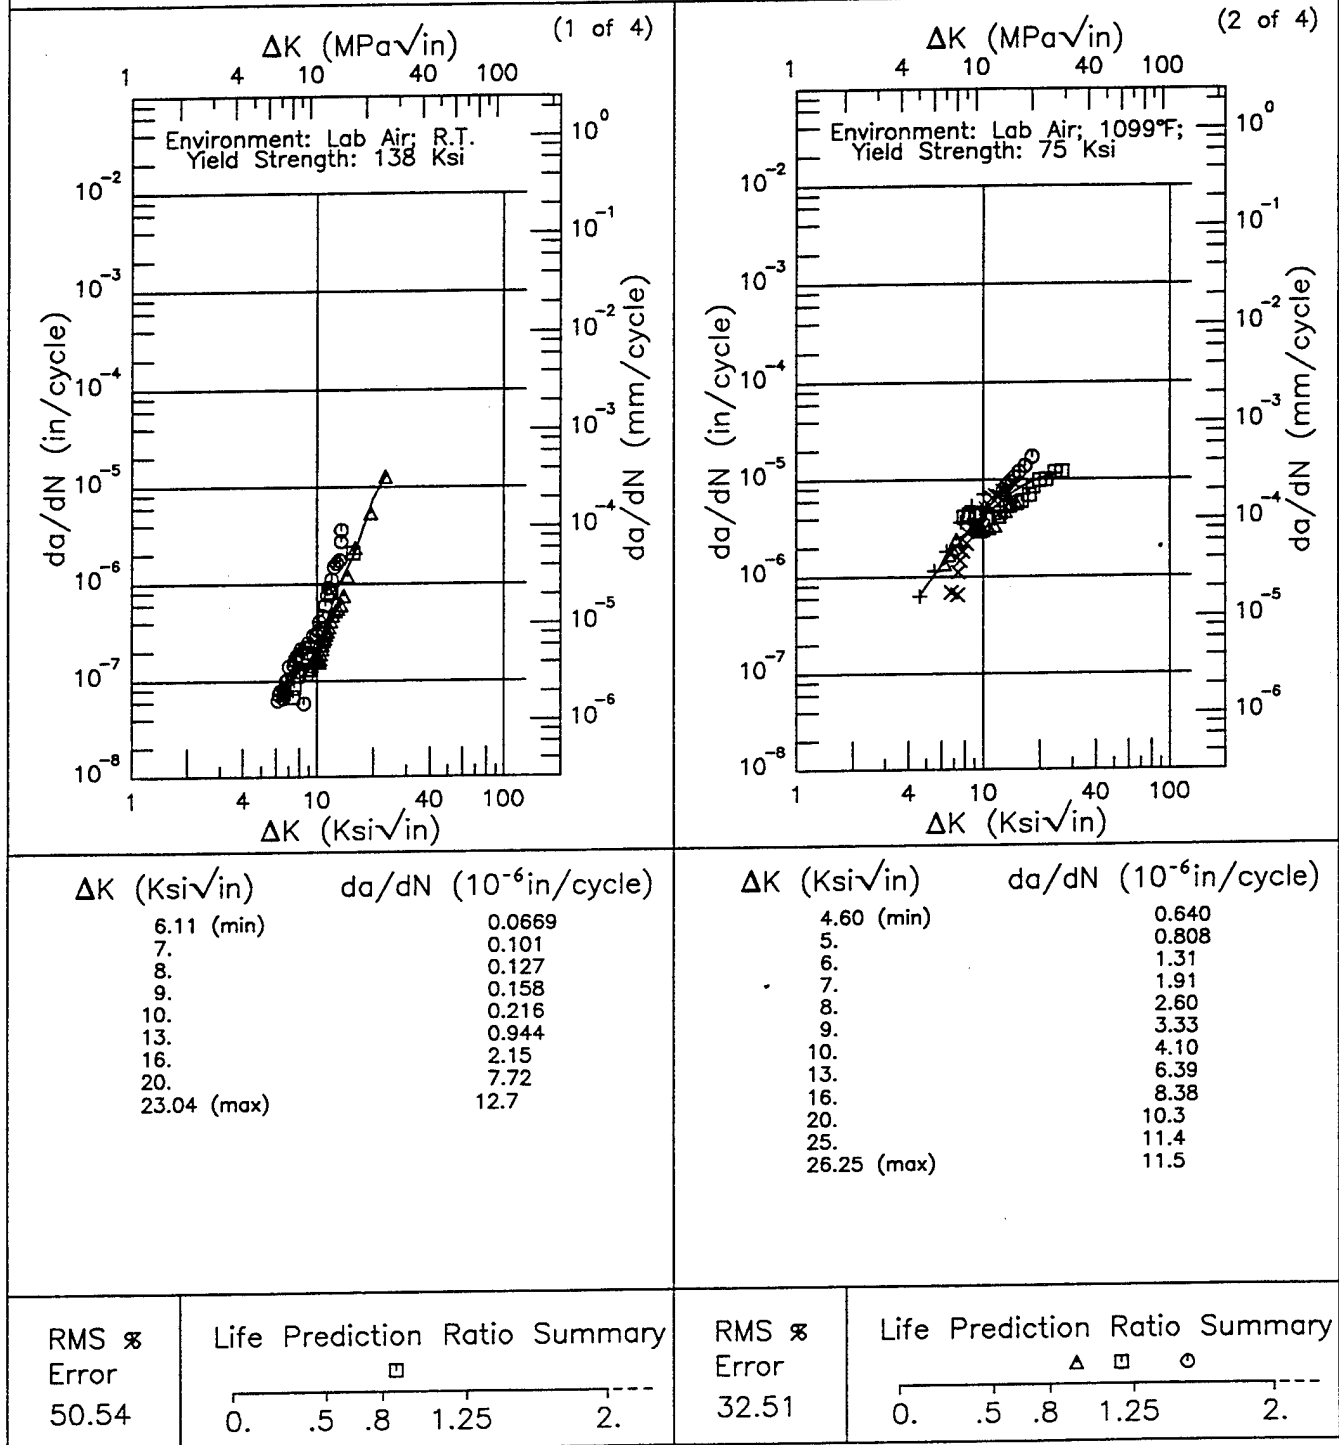 (1 of 4)
ΔK (MPa√in)
1 4 10 40 100
Environment: Lab Air; R.T.
Yield Strength: 138 Ksi
da/dN (in/cycle)
10⁻²
10⁻³
10⁻⁴
10⁻⁵
10⁻⁶
10⁻⁷
10⁻⁸
10⁰
10⁻¹
10⁻²
10⁻³
10⁻⁴
10⁻⁵
10⁻⁶
da/dN (mm/cycle)
1 4 10 40 100
ΔK (Ksi√in)
ΔK (Ksi√in) da/dN (10⁻⁶in/cycle)
6.11 (min) 0.0669
7. 0.101
8. 0.127
9. 0.158
10. 0.216
13. 0.944
16. 2.15
20. 7.72
23.04 (max) 12.7
RMS %
Error
50.54
Life Prediction Ratio Summary
0. .5 .8 1.25 2.
(2 of 4)
ΔK (MPa√in)
1 4 10 40 100
Environment: Lab Air; 1099°F;
Yield Strength: 75 Ksi
da/dN (in/cycle)
10⁻²
10⁻³
10⁻⁴
10⁻⁵
10⁻⁶
10⁻⁷
10⁻⁸
10⁰
10⁻¹
10⁻²
10⁻³
10⁻⁴
10⁻⁵
10⁻⁶
da/dN (mm/cycle)
1 4 10 40 100
ΔK (Ksi√in)
ΔK (Ksi√in) da/dN (10⁻⁶in/cycle)
4.60 (min) 0.640
5. 0.808
6. 1.31
7. 1.91
8. 2.60
9. 3.33
10. 4.10
13. 6.39
16. 8.38
20. 10.3
25. 11.4
26.25 (max) 11.5
RMS %
Error
32.51
Life Prediction Ratio Summary
0. .5 .8 1.25 2.